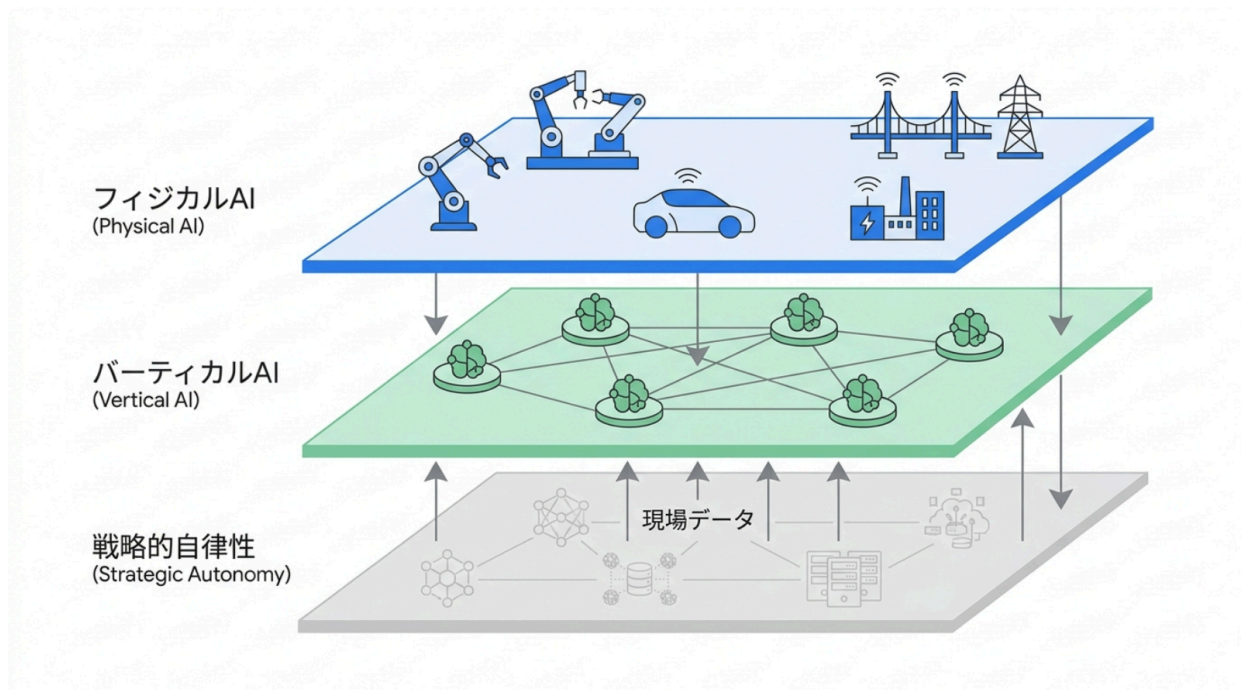 フィジカルAI
(Physical AI)
バーティカルAI
(Vertical AI)
現場データ
戦略的自律性
(Strategic Autonomy)